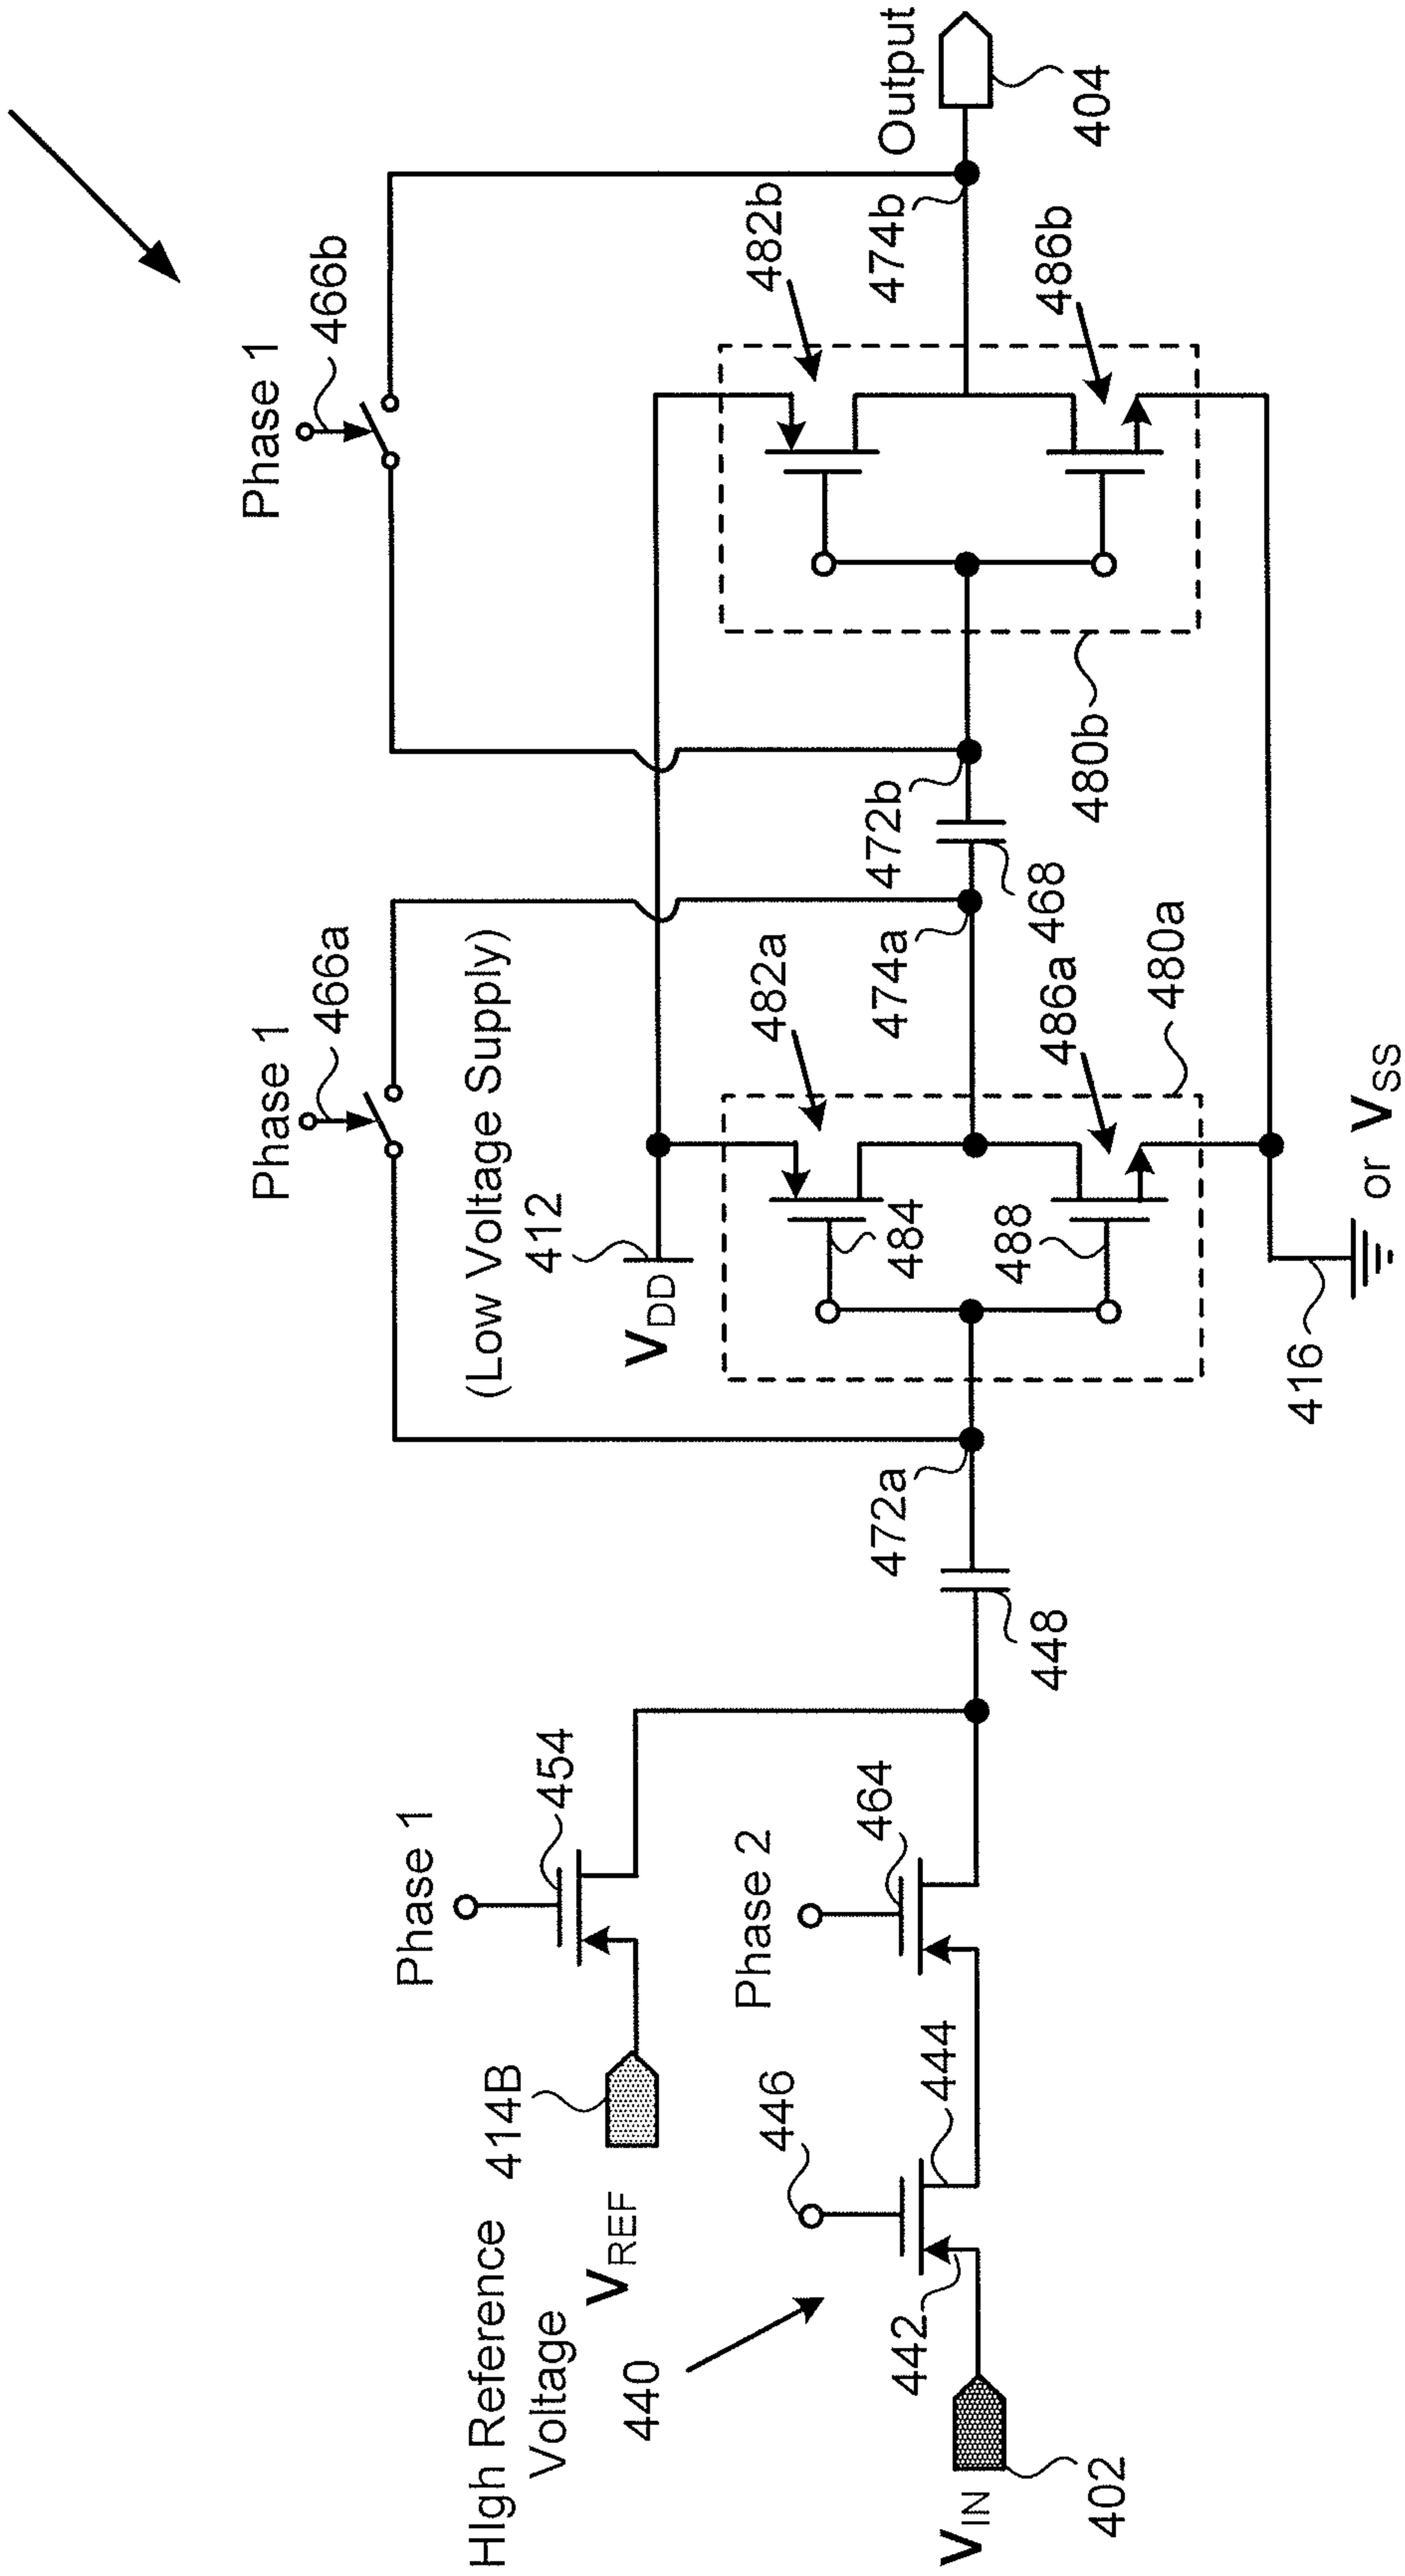 Phase 1
466a
Phase 1
466b
Phase 1
454
HIgh Reference
Voltage
414B
VREF
(Low Voltage Supply)
412
VDD
Phase 2
464
446
444
440
442
VIN
402
448
472a
482a
484
488
486a
480a
474a
468
472b
480b
482b
474b
486b
Output
404
416
or VSS